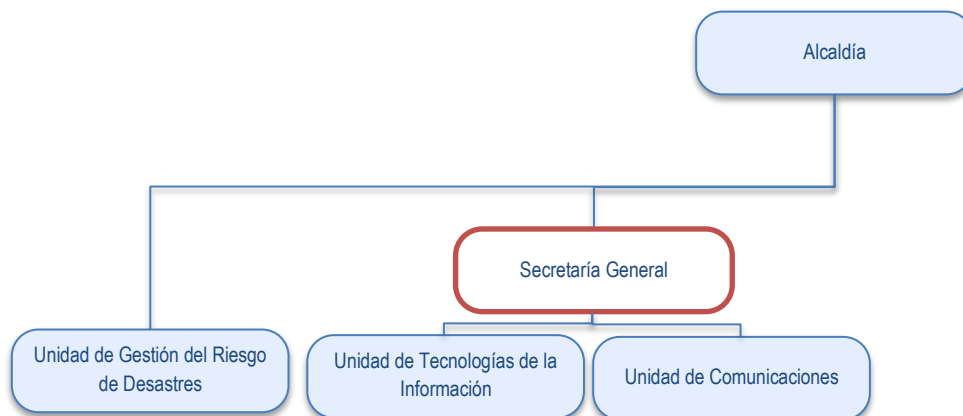 Alcaldía
Secretaría General
Unidad de Gestión del Riesgo
de Desastres
Unidad de Tecnologías de la
Información
Unidad de Comunicaciones